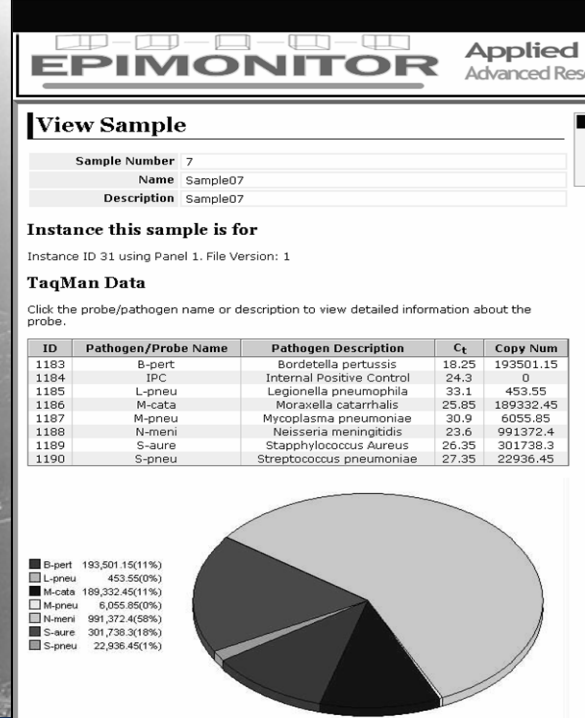 EPIMONITOR
Applied
Advanced Res
View Sample
Sample Number 7
Name Sample07
Description Sample07
Instance this sample is for
Instance ID 31 using Panel 1. File Version: 1
TaqMan Data
Click the probe/pathogen name or description to view detailed information about the
probe.
ID Pathogen/Probe Name Pathogen Description Ct Copy Num
1183 B-pert Bordetella pertussis 18.25 193501.15
1184 IPC Internal Positive Control 24.3 0
1185 L-pneu Legionella pneumophila 33.1 453.55
1186 M-cata Moraxella catarrhalis 25.85 189332.45
1187 M-pneu Mycoplasma pneumoniae 30.9 6055.85
1188 N-meni Neisseria meningitidis 23.6 991372.4
1189 S-aure Stapphylococcus Aureus 26.35 301738.3
1190 S-pneu Streptococcus pneumoniae 27.35 22936.45
B-pert 193,501.15(11%)
L-pneu 453.55(0%)
M-cata 189,332.45(11%)
M-pneu 6,055.85(0%)
N-meni 991,372.4(58%)
S-aure 301,738.3(18%)
S-pneu 22,936.45(1%)